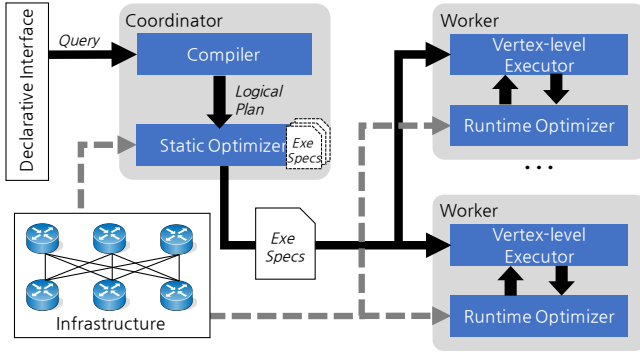 Declarative Interface
Query
Coordinator
Compiler
Logical
Plan
Static Optimizer
Exe
Specs
Exe
Specs
Infrastructure
Worker
Vertex-level
Executor
Runtime Optimizer
...
Worker
Vertex-level
Executor
Runtime Optimizer